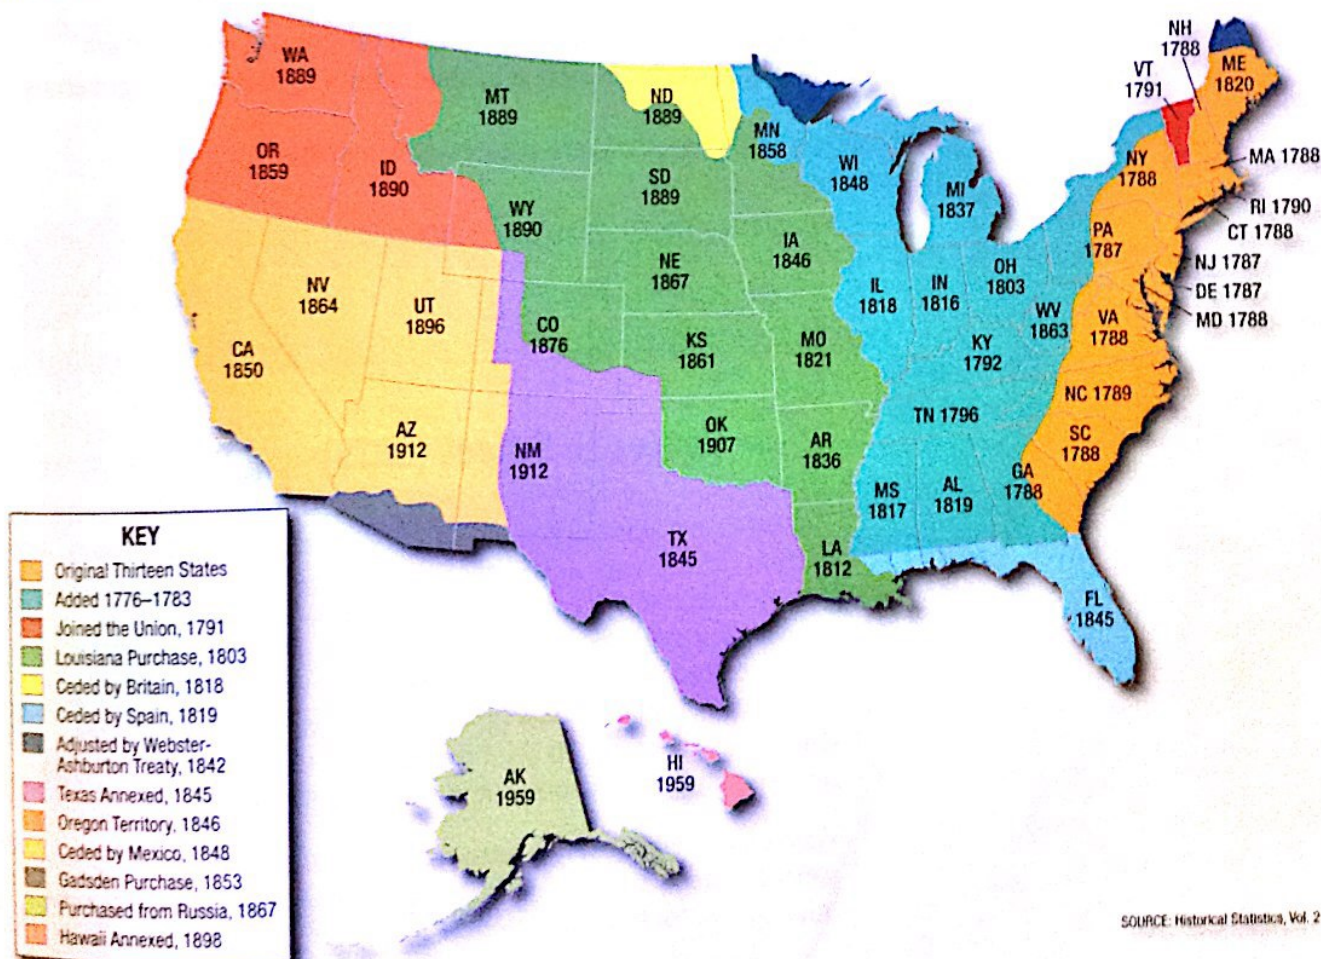 NH
1788
VT
1791
ME
1820
WA
1889
MT
1889
ND
1889
MN
1858
OR
1859
ID
1890
WI
1848
NY
1788
MA 1788
SD
1889
MI
1837
RI 1790
CT 1788
WY
1890
PA
1787
IA
1846
NJ 1787
NE
1867
OH
1803
DE 1787
NV
1864
UT
1896
IL
1818
IN
1816
MD 1788
WV
1863
VA
1788
CO
1876
CA
1850
KS
1861
MO
1821
KY
1792
NC 1789
TN 1796
AZ
1912
NM
1912
OK
1907
AR
1836
SC
1788
GA
1788
MS
1817
AL
1819
TX
1845
LA
1812
FL
1845
AK
1959
HI
1959
KEY
Original Thirteen States
Added 1776–1783
Joined the Union, 1791
Louisiana Purchase, 1803
Ceded by Britain, 1818
Ceded by Spain, 1819
Adjusted by Webster-
Ashburton Treaty, 1842
Texas Annexed, 1845
Oregon Territory, 1846
Ceded by Mexico, 1848
Gadsden Purchase, 1853
Purchased from Russia, 1867
Hawaii Annexed, 1898
SOURCE: Historical Statistics, Vol. 2